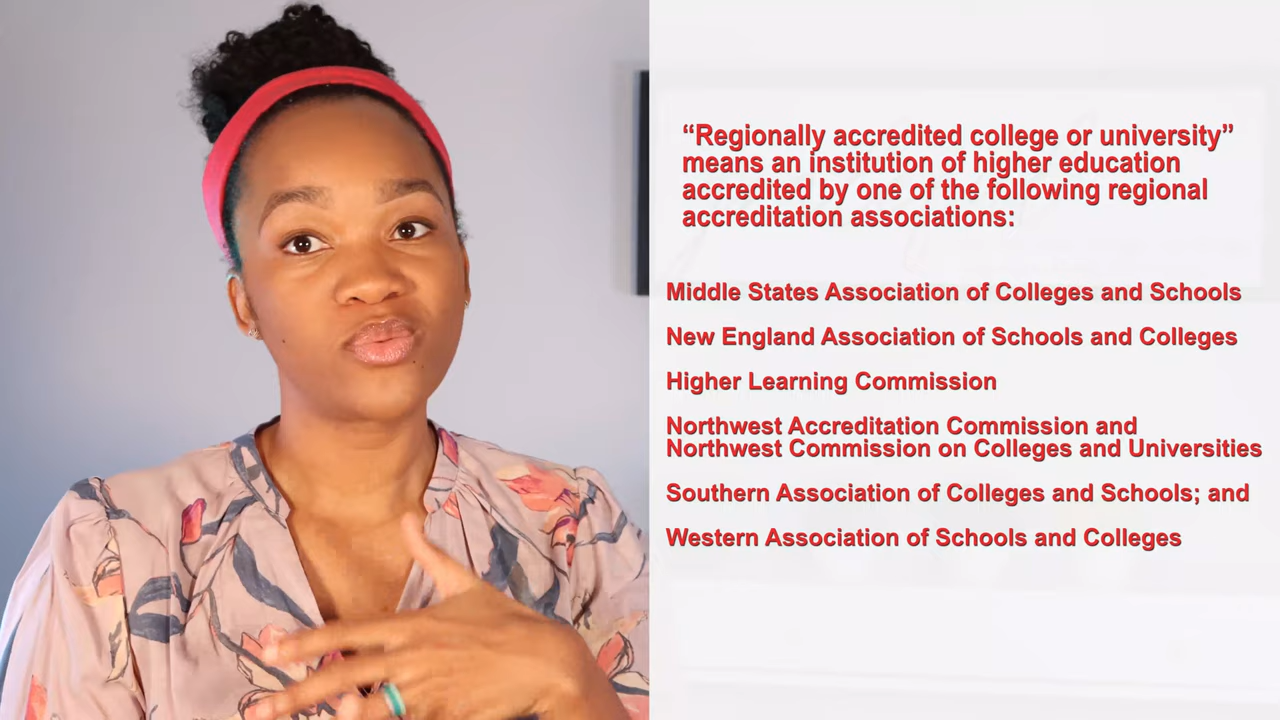 “Regionally accredited college or university”
means an institution of higher education
accredited by one of the following regional
accreditation associations:
Middle States Association of Colleges and Schools
New England Association of Schools and Colleges
Higher Learning Commission
Northwest Accreditation Commission and
Northwest Commission on Colleges and Universities
Southern Association of Colleges and Schools; and
Western Association of Schools and Colleges